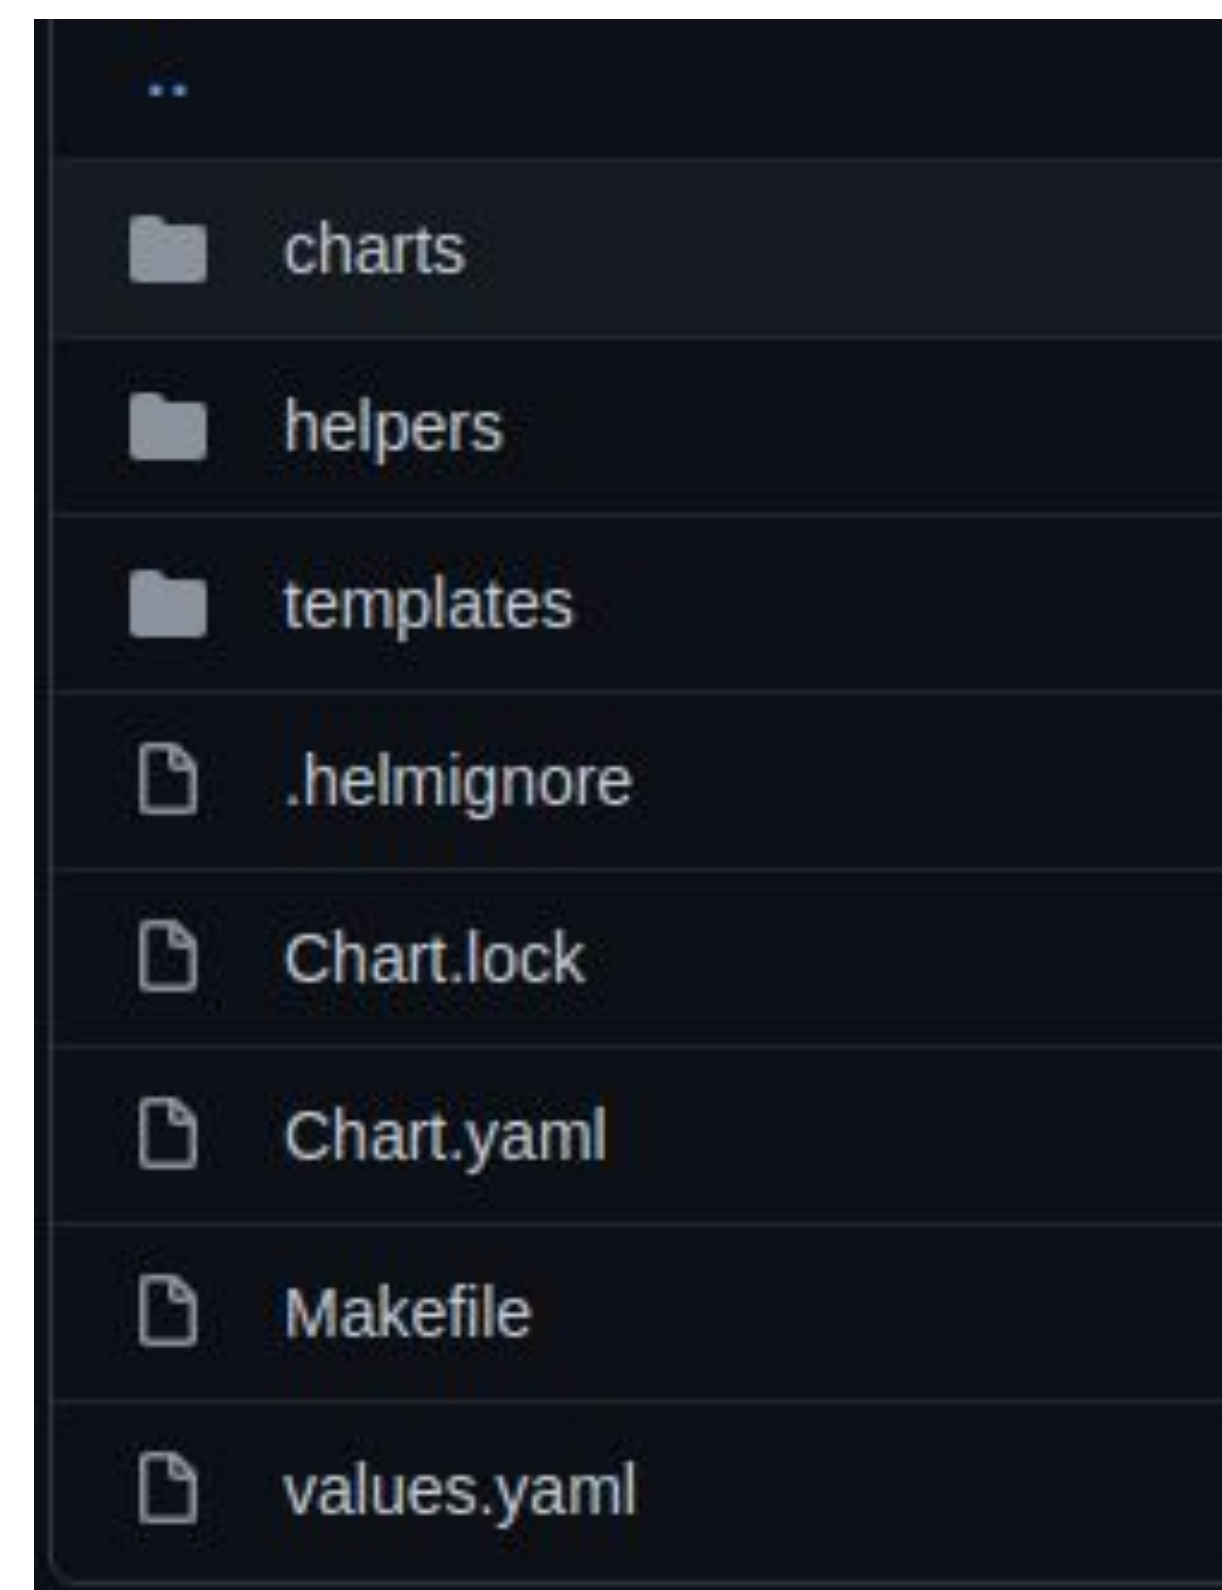 ..
charts
helpers
templates
.helmignore
Chart.lock
Chart.yaml
Makefile
values.yaml